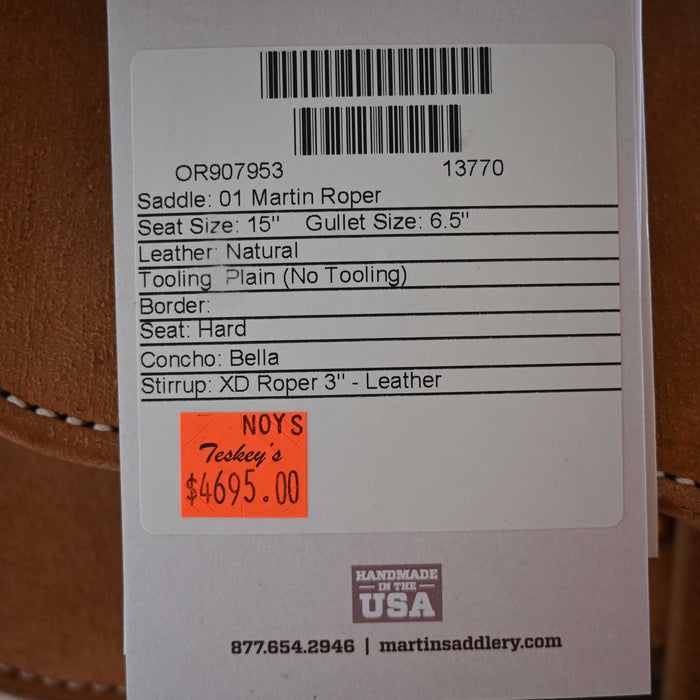 OR907953 13770
Saddle: 01 Martin Roper
Seat Size: 15" Gullet Size: 6.5"
Leather: Natural
Tooling Plain (No Tooling)
Border:
Seat: Hard
Concho: Bella
Stirrup: XD Roper 3" - Leather
NOYS
Teskey's
$4695.00
HANDMADE
IN THE
USA
877.654.2946 | martinsaddlery.com